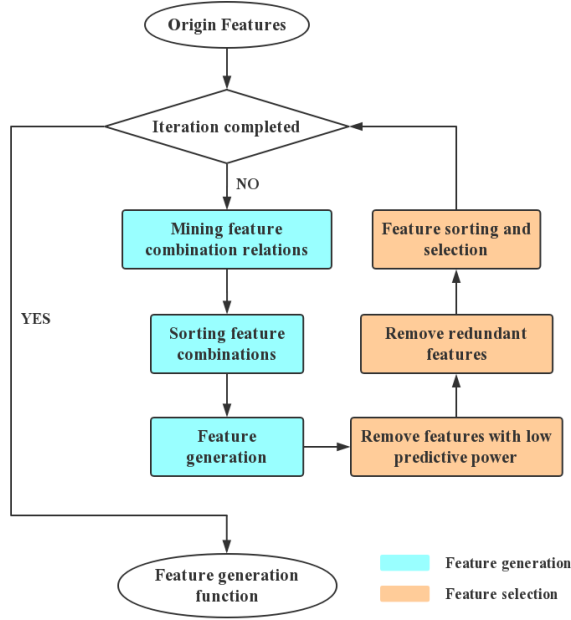 Origin Features
Iteration completed
NO
Mining feature
combination relations
Feature sorting and
selection
YES
Sorting feature
combinations
Remove redundant
features
Feature
generation
Remove features with low
predictive power
Feature generation
function
Feature generation
Feature selection